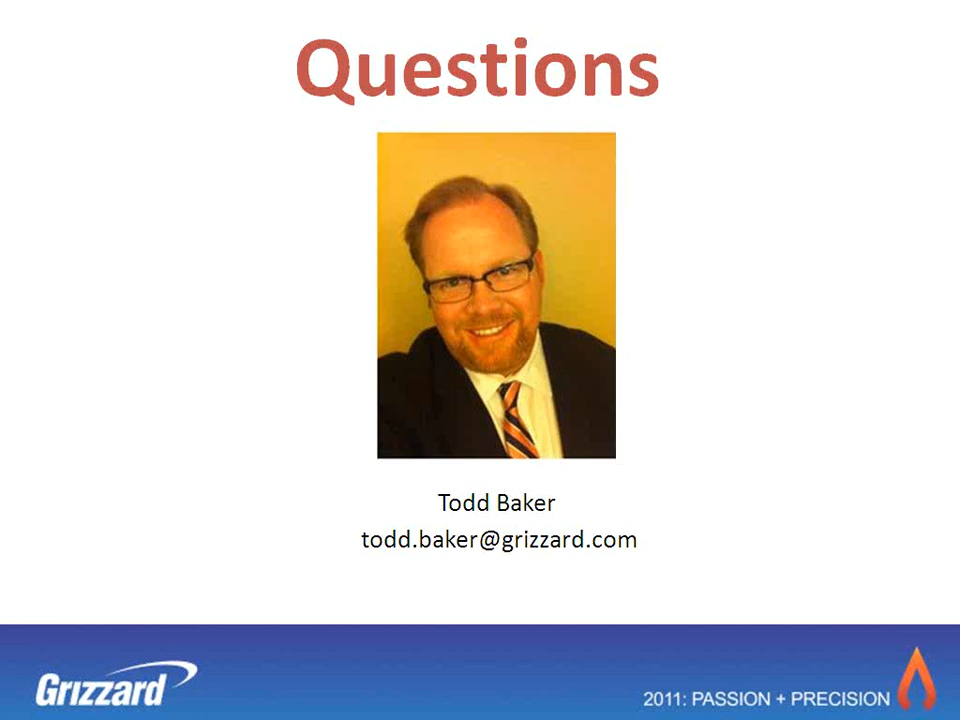 Questions
Todd Baker
todd.baker@grizzard.com
Grizzard
2011: PASSION + PRECISION